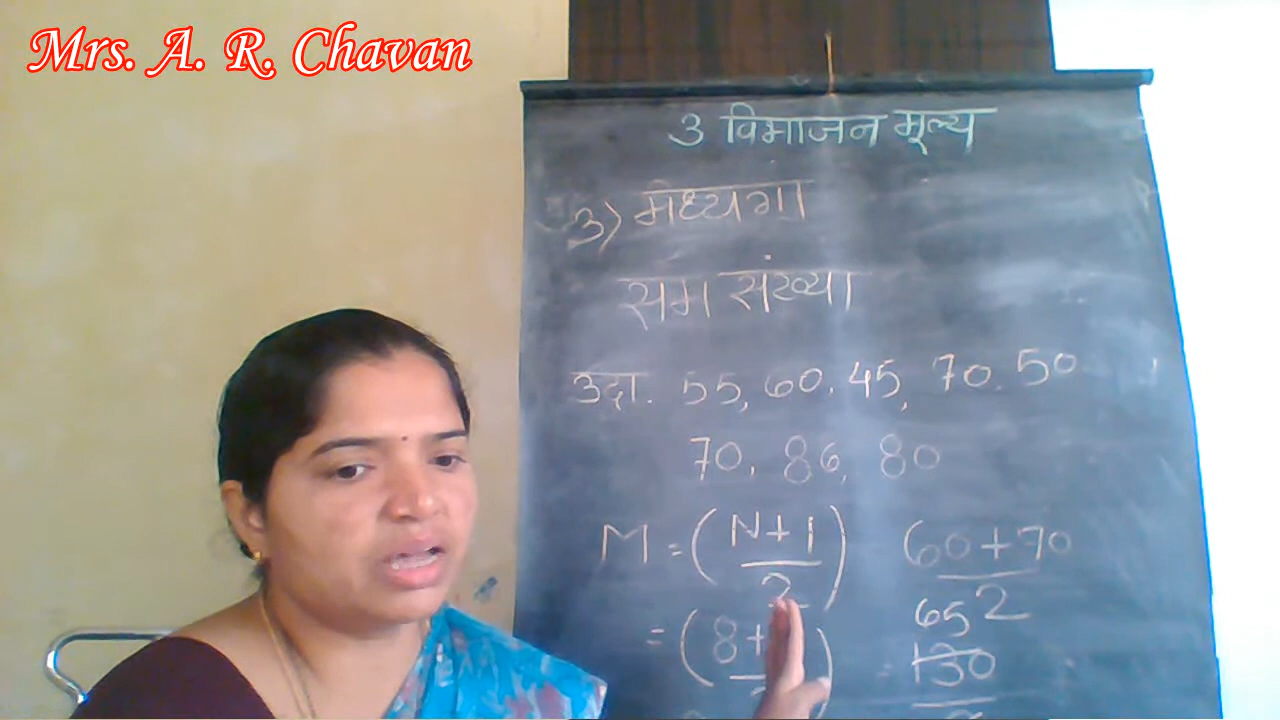 Mrs. A. R. Chavan
3 विभाजन मूल्य
3) मध्यगा
सम संख्या
उदा. 55, 60, 45, 70, 50
70, 86, 80
M = (N+1 / 2) 60+70 / 2
= (8+ 65
130